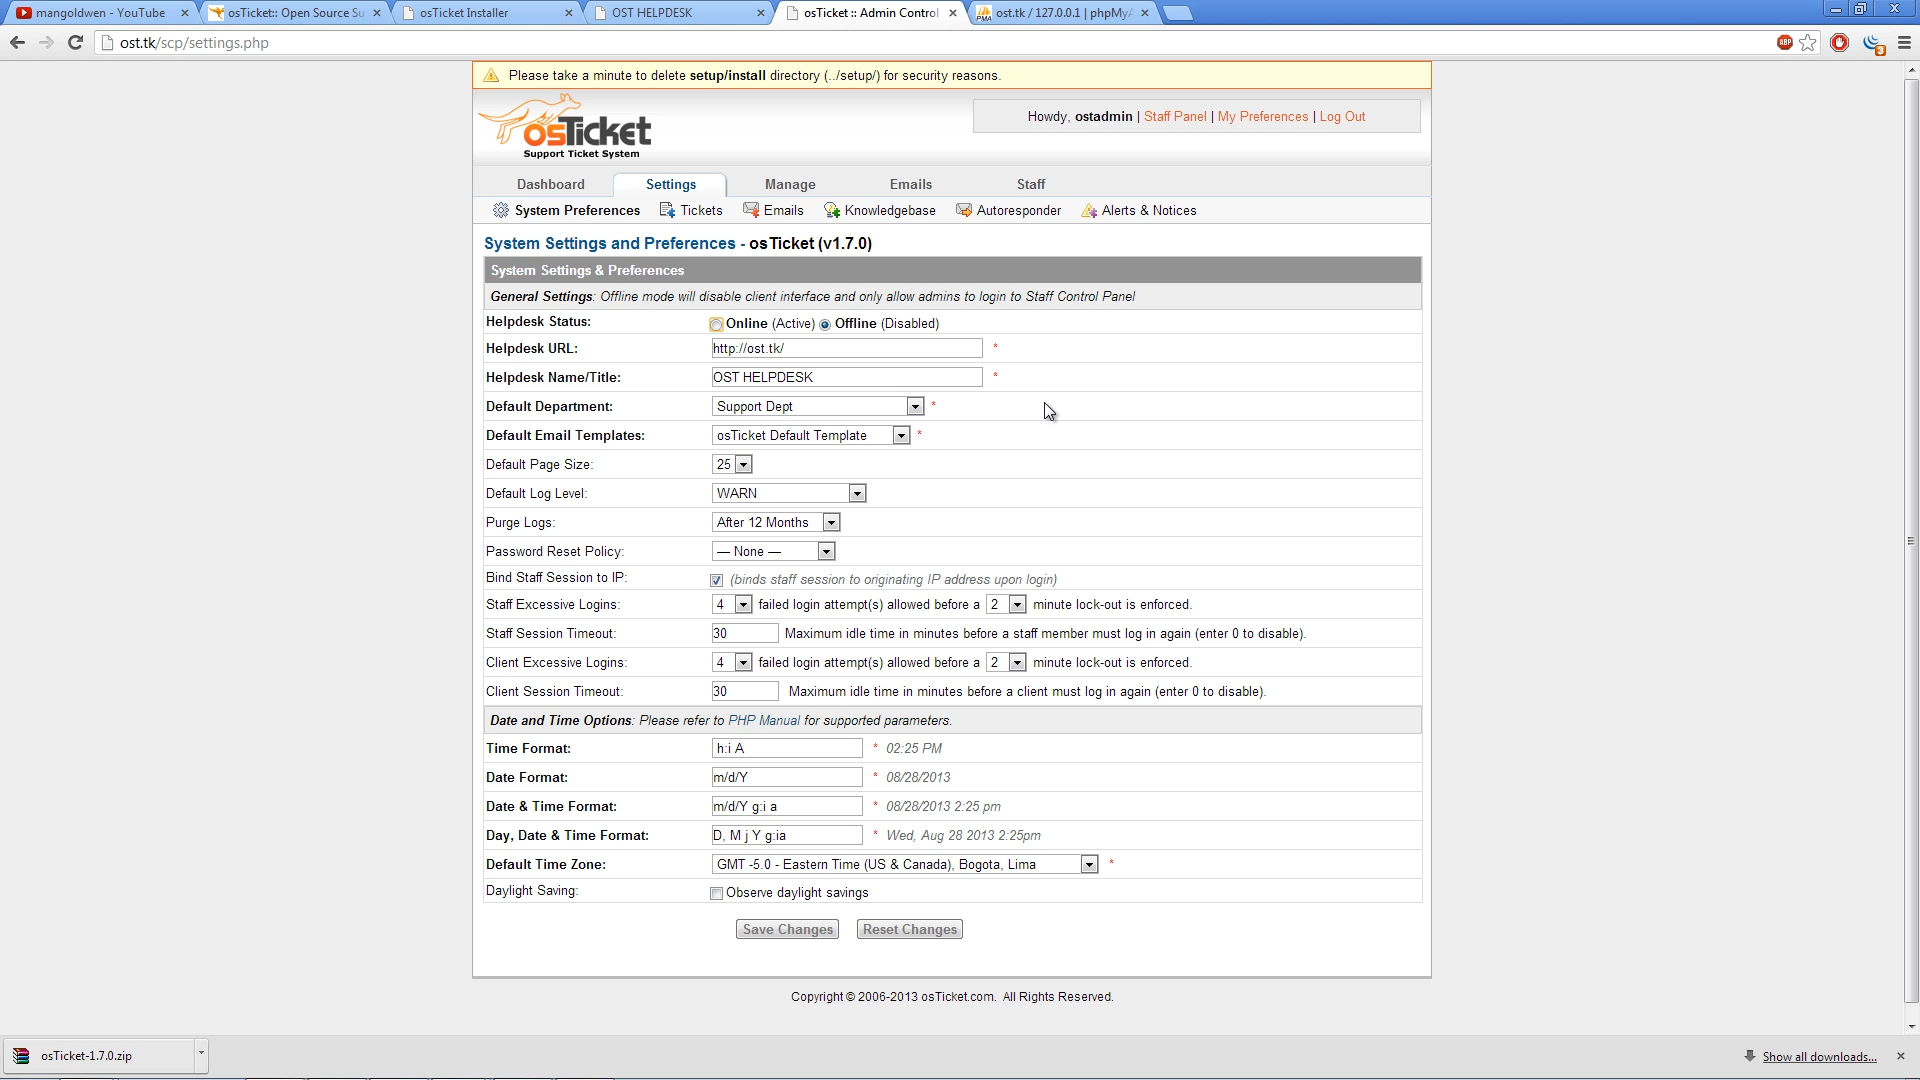 mangoldwen - YouTube
osTicket:: Open Source Su
osTicket Installer
OST HELPDESK
osTicket :: Admin Control
ost.tk / 127.0.0.1 | phpMyA
ost.tk/scp/settings.php
ABP
3
Please take a minute to delete setup/install directory (../setup/) for security reasons.
osTicket
Support Ticket System
Howdy, ostadmin | Staff Panel | My Preferences | Log Out
Dashboard Settings Manage Emails Staff
System Preferences Tickets Emails Knowledgebase Autoresponder Alerts & Notices
System Settings and Preferences - osTicket (v1.7.0)
System Settings & Preferences
General Settings: Offline mode will disable client interface and only allow admins to login to Staff Control Panel
Helpdesk Status: Online (Active) Offline (Disabled)
Helpdesk URL: http://ost.tk/ *
Helpdesk Name/Title: OST HELPDESK *
Default Department: Support Dept *
Default Email Templates: osTicket Default Template *
Default Page Size: 25
Default Log Level: WARN
Purge Logs: After 12 Months
Password Reset Policy: — None —
Bind Staff Session to IP: (binds staff session to originating IP address upon login)
Staff Excessive Logins: 4 failed login attempt(s) allowed before a 2 minute lock-out is enforced.
Staff Session Timeout: 30 Maximum idle time in minutes before a staff member must log in again (enter 0 to disable).
Client Excessive Logins: 4 failed login attempt(s) allowed before a 2 minute lock-out is enforced.
Client Session Timeout: 30 Maximum idle time in minutes before a client must log in again (enter 0 to disable).
Date and Time Options: Please refer to PHP Manual for supported parameters.
Time Format: h:i A * 02:25 PM
Date Format: m/d/Y * 08/28/2013
Date & Time Format: m/d/Y g:i a * 08/28/2013 2:25 pm
Day, Date & Time Format: D, M j Y g:ia * Wed, Aug 28 2013 2:25pm
Default Time Zone: GMT -5.0 - Eastern Time (US & Canada), Bogota, Lima *
Daylight Saving: Observe daylight savings
Save Changes Reset Changes
Copyright © 2006-2013 osTicket.com. All Rights Reserved.
osTicket-1.7.0.zip
Show all downloads...